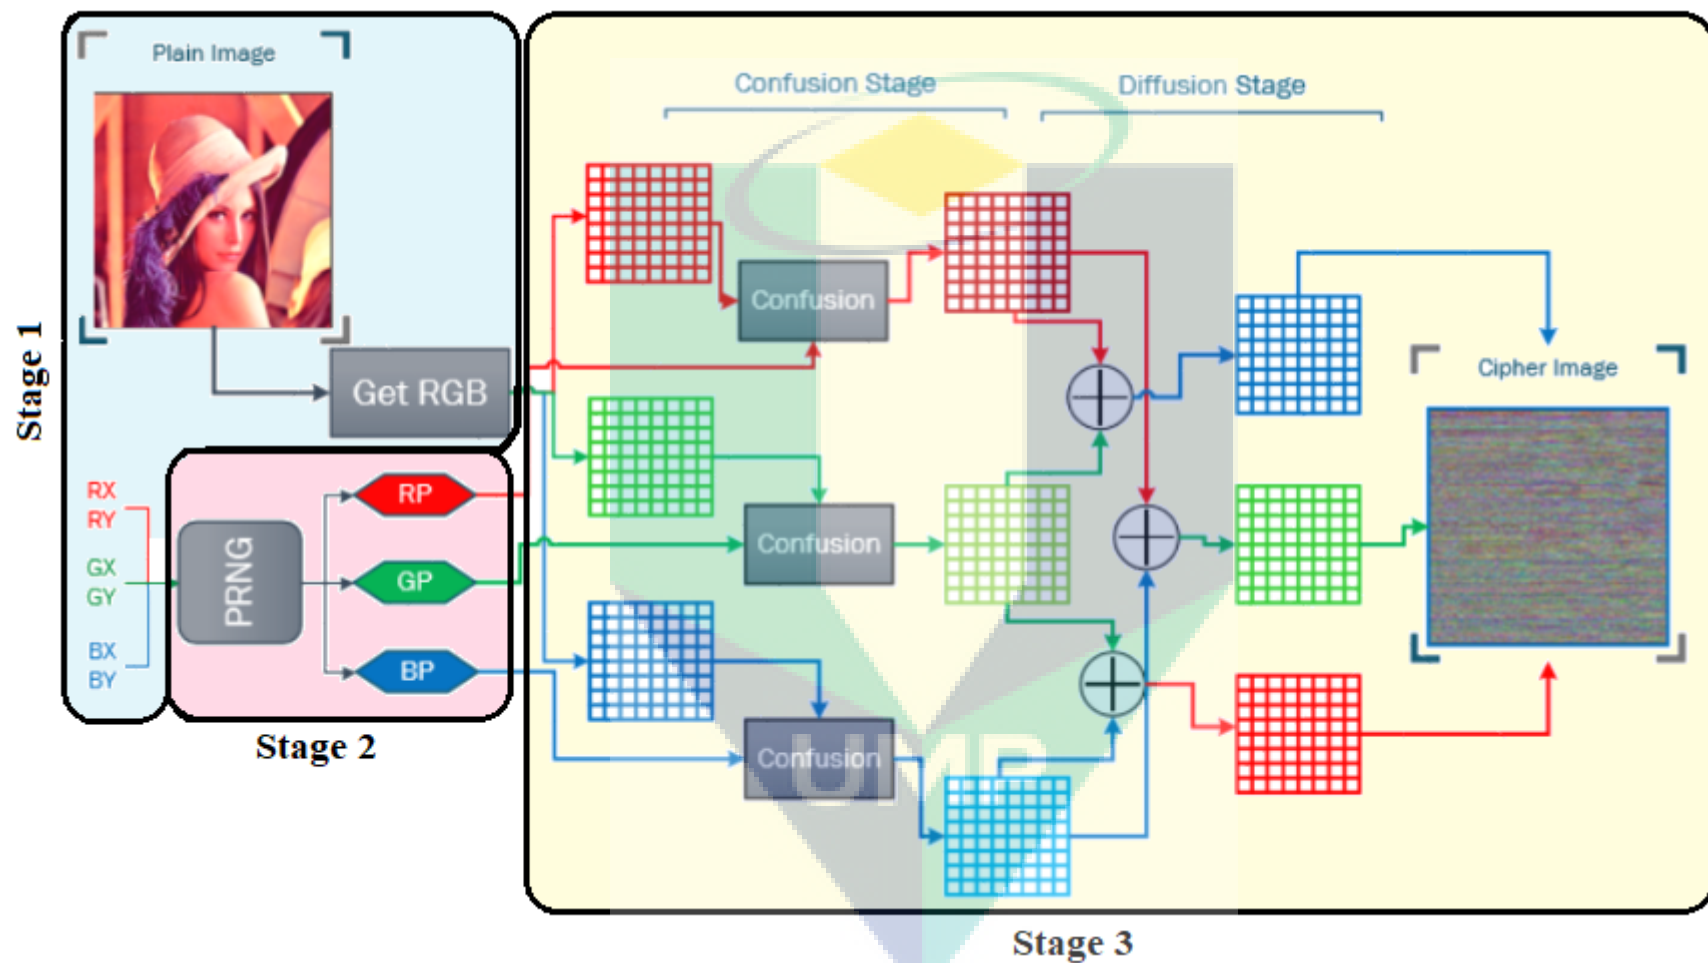 Plain Image
Get RGB
Stage 1
RX
RY
GX
GY
BX
BY
PRNG
RP
GP
BP
Stage 2
Confusion Stage
Diffusion Stage
Confusion
Confusion
Confusion
UMP
Cipher Image
Stage 3